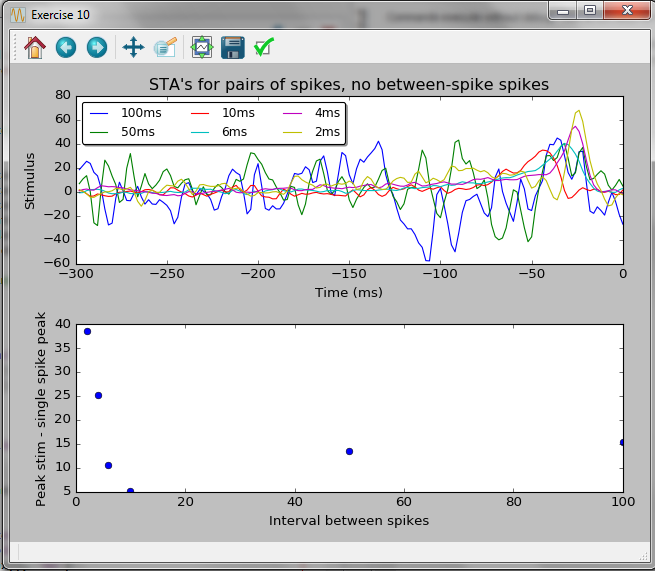 Exercise 10
STA's for pairs of spikes, no between-spike spikes
100ms 10ms 4ms
50ms 6ms 2ms
Stimulus
80
60
40
20
0
−20
−40
−60
−300 −250 −200 −150 −100 −50 0
Time (ms)
Peak stim - single spike peak
40
35
30
25
20
15
10
5
0 20 40 60 80 100
Interval between spikes